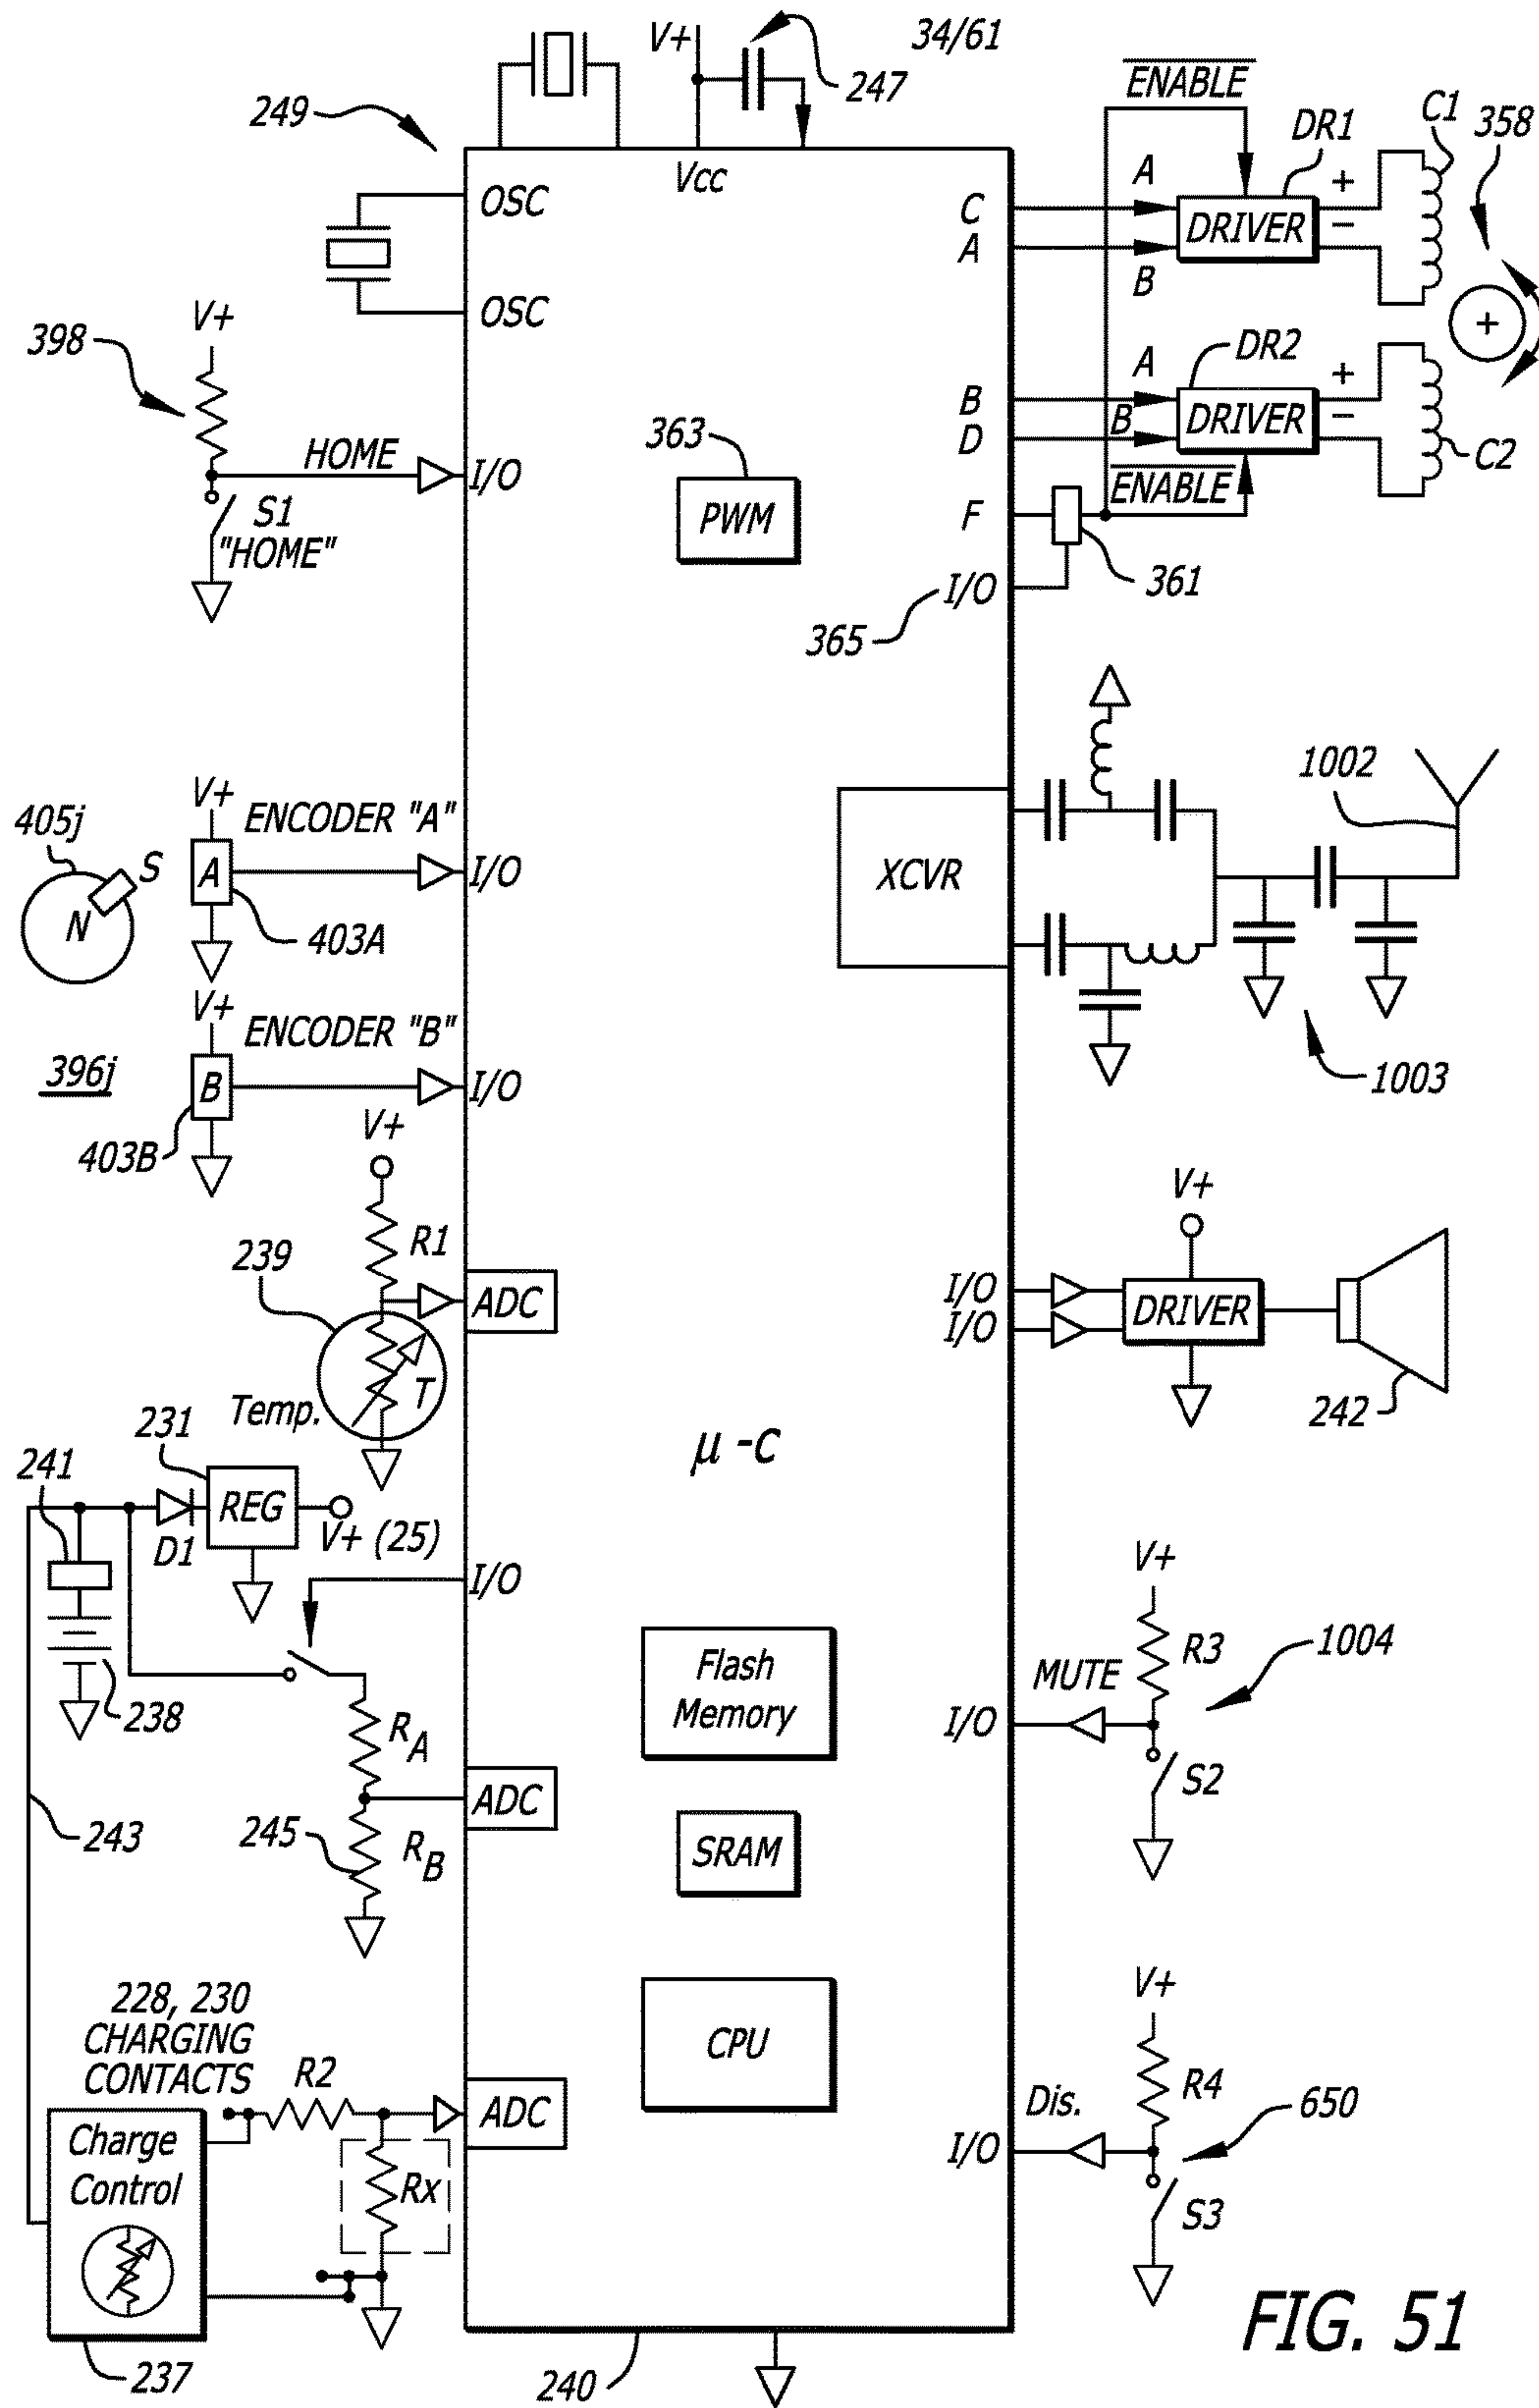 34/61
V+
247
249
Vcc
ENABLE
C1
358
DR1
OSC
C
A
+
DRIVER
−
A
B
OSC
V+
398
DR2
A
+
B
DRIVER
−
D
B
C2
ENABLE
HOME
I/O
S1
"HOME"
363
PWM
F
361
I/O
365
405j
V+
ENCODER "A"
S
A
I/O
N
403A
XCVR
1002
V+
ENCODER "B"
396j
B
I/O
403B
1003
V+
R1
239
ADC
V+
I/O
I/O
DRIVER
242
Temp.
T
231
241
REG
D1
V+ (25)
μ -c
I/O
V+
R3
1004
MUTE
I/O
S2
238
Flash
Memory
RA
ADC
243
245
RB
SRAM
228, 230
CHARGING
CONTACTS
R2
CPU
V+
R4
Dis.
650
ADC
I/O
S3
Charge
Control
Rx
237
240
FIG. 51
+